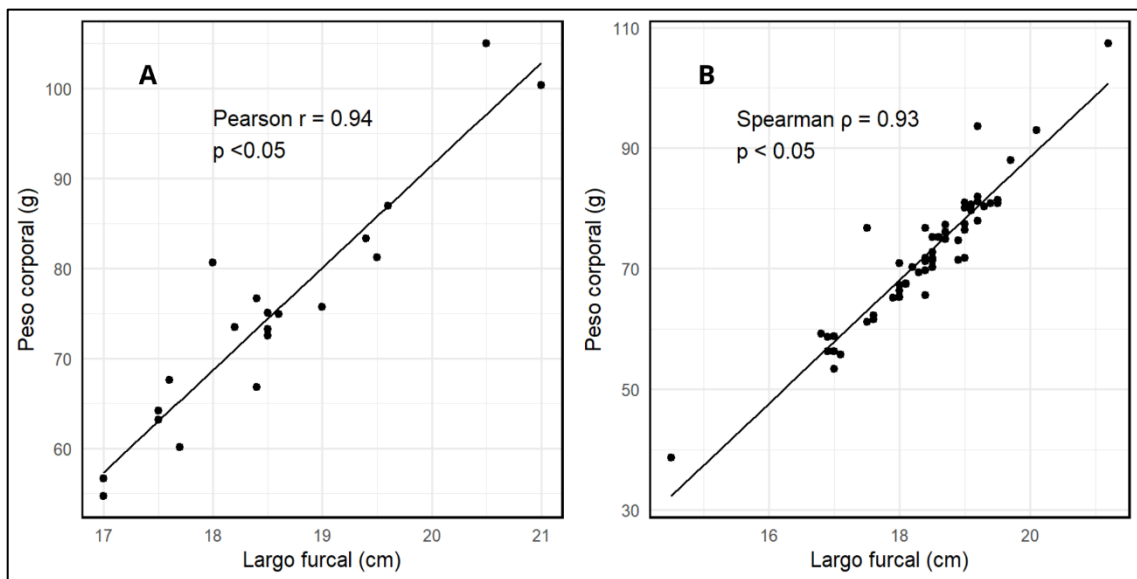 A
Pearson r = 0.94
p <0.05
Peso corporal (g)
100
90
80
70
60
17
18
19
20
21
Largo furcal (cm)
B
Spearman ρ = 0.93
p < 0.05
Peso corporal (g)
110
90
70
50
30
16
18
20
Largo furcal (cm)